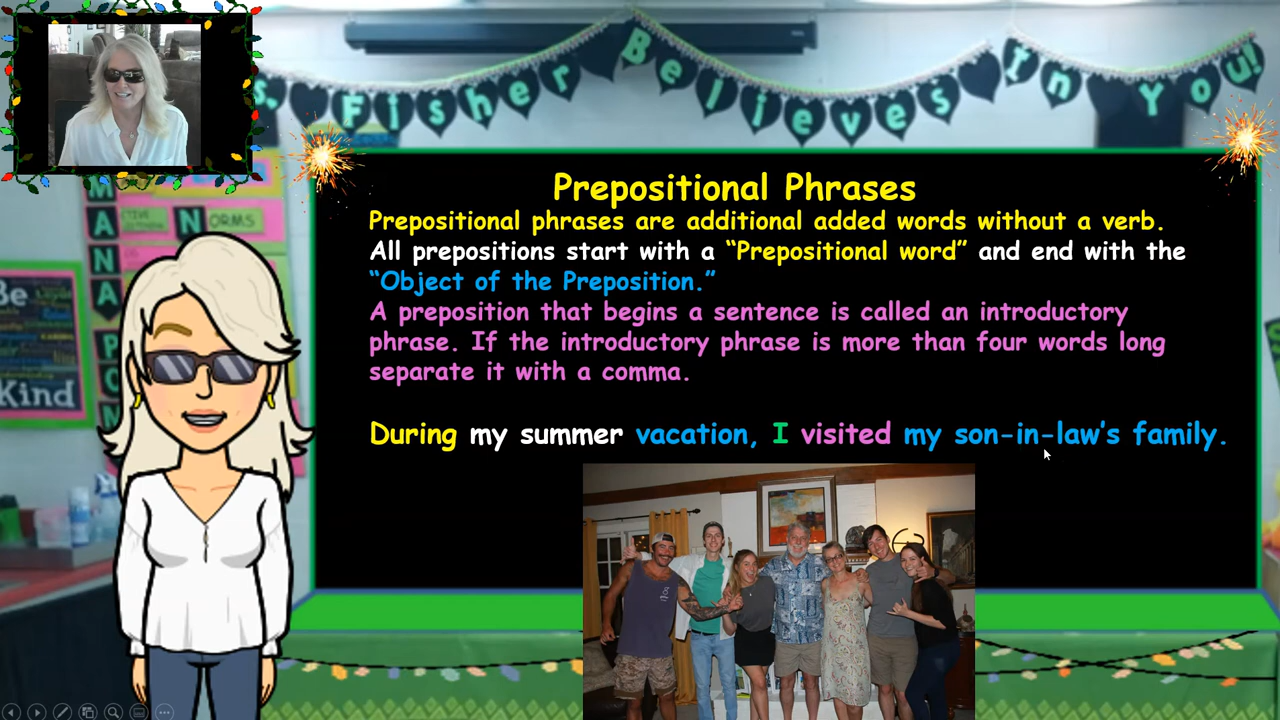 s. Fisher Believes In You!
Prepositional Phrases
Prepositional phrases are additional added words without a verb.
All prepositions start with a “Prepositional word” and end with the
“Object of the Preposition.”
A preposition that begins a sentence is called an introductory
phrase. If the introductory phrase is more than four words long
separate it with a comma.
During my summer vacation, I visited my son-in-law’s family.
NORMS
Be
Kind